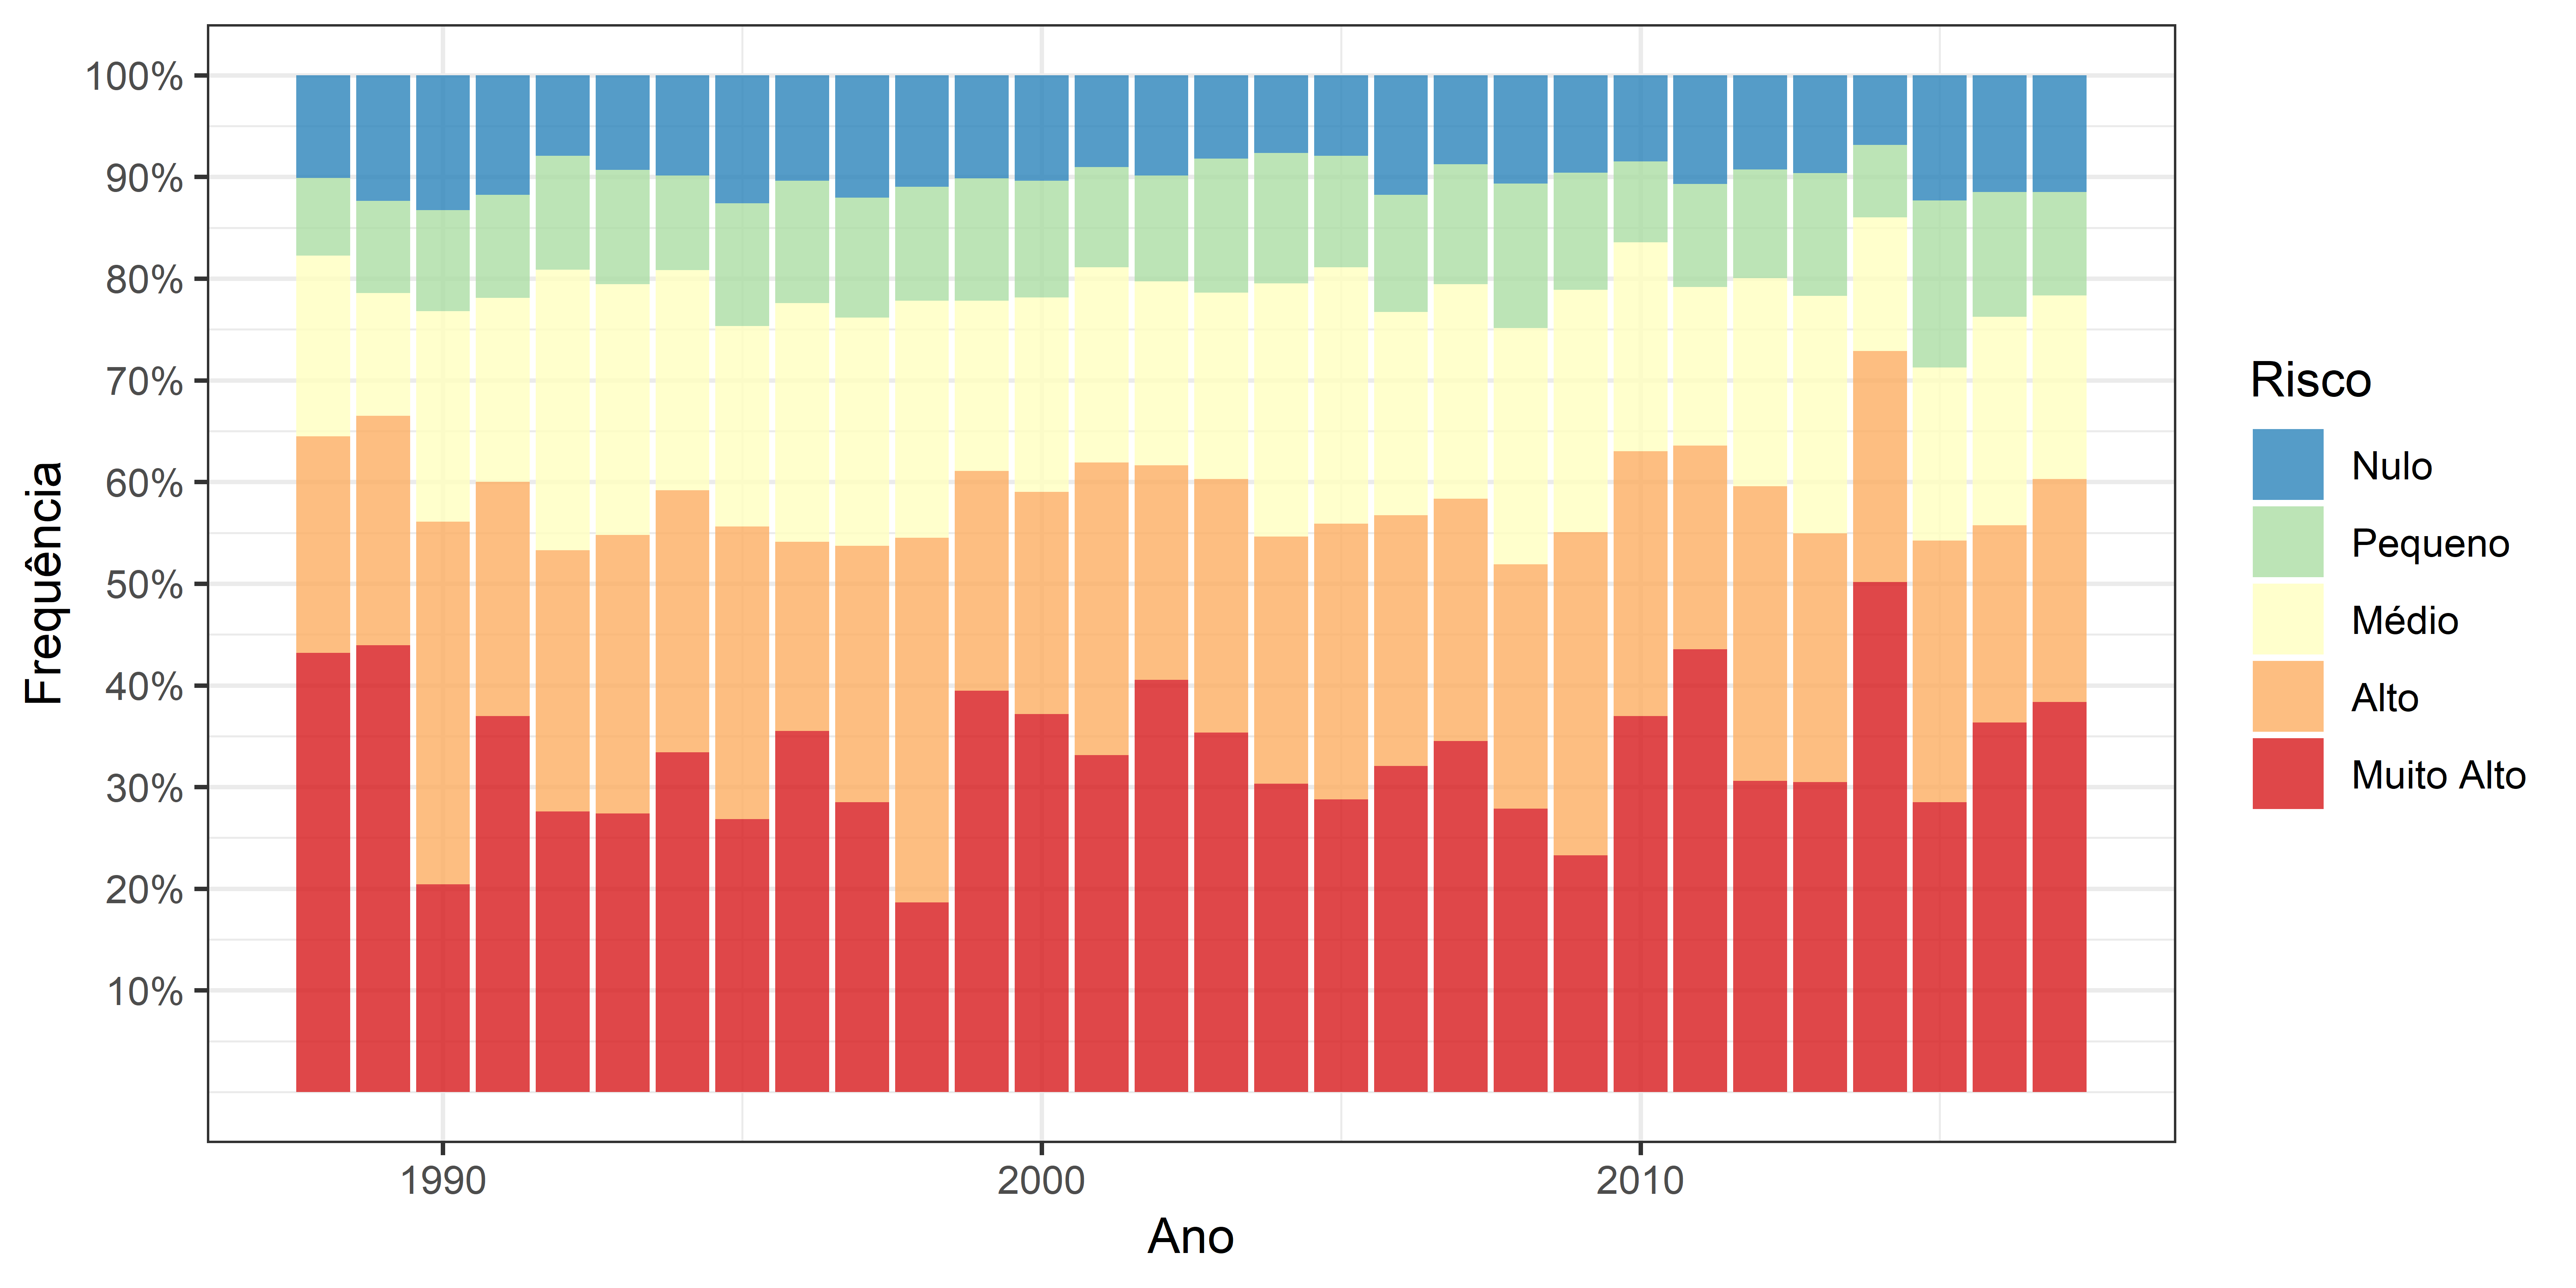 100%
90%
80%
70%
60%
50%
40%
30%
20%
10%
Frequência
1990
2000
2010
Ano
Risco
Nulo
Pequeno
Médio
Alto
Muito Alto